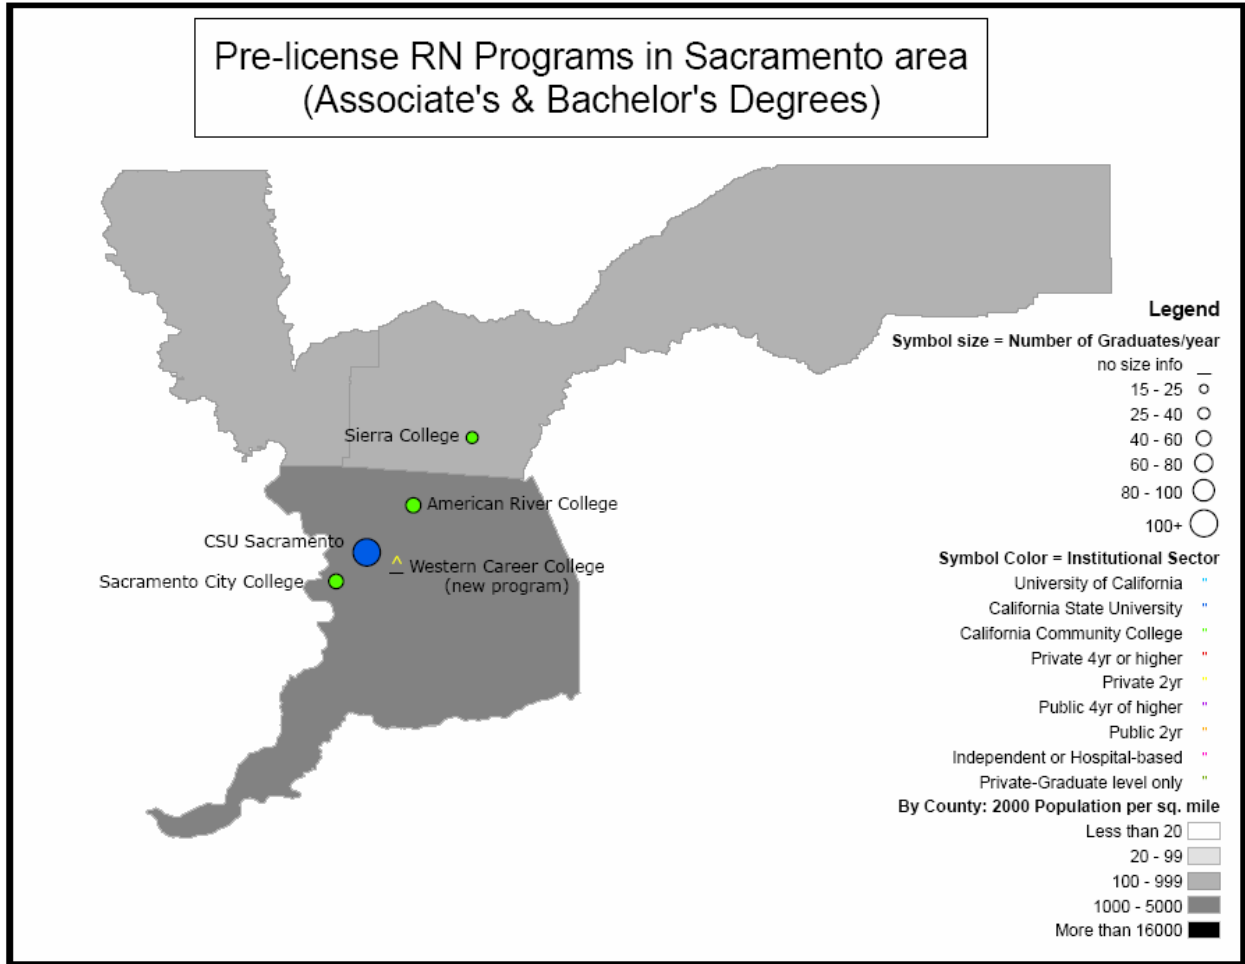 Pre-license RN Programs in Sacramento area
(Associate's & Bachelor's Degrees)
Sierra College
American River College
CSU Sacramento
^
Western Career College
(new program)
Sacramento City College
Legend
Symbol size = Number of Graduates/year
no size info
15 - 25
25 - 40
40 - 60
60 - 80
80 - 100
100+
Symbol Color = Institutional Sector
University of California "
California State University "
California Community College "
Private 4yr or higher "
Private 2yr "
Public 4yr of higher "
Public 2yr "
Independent or Hospital-based "
Private-Graduate level only "
By County: 2000 Population per sq. mile
Less than 20
20 - 99
100 - 999
1000 - 5000
More than 16000